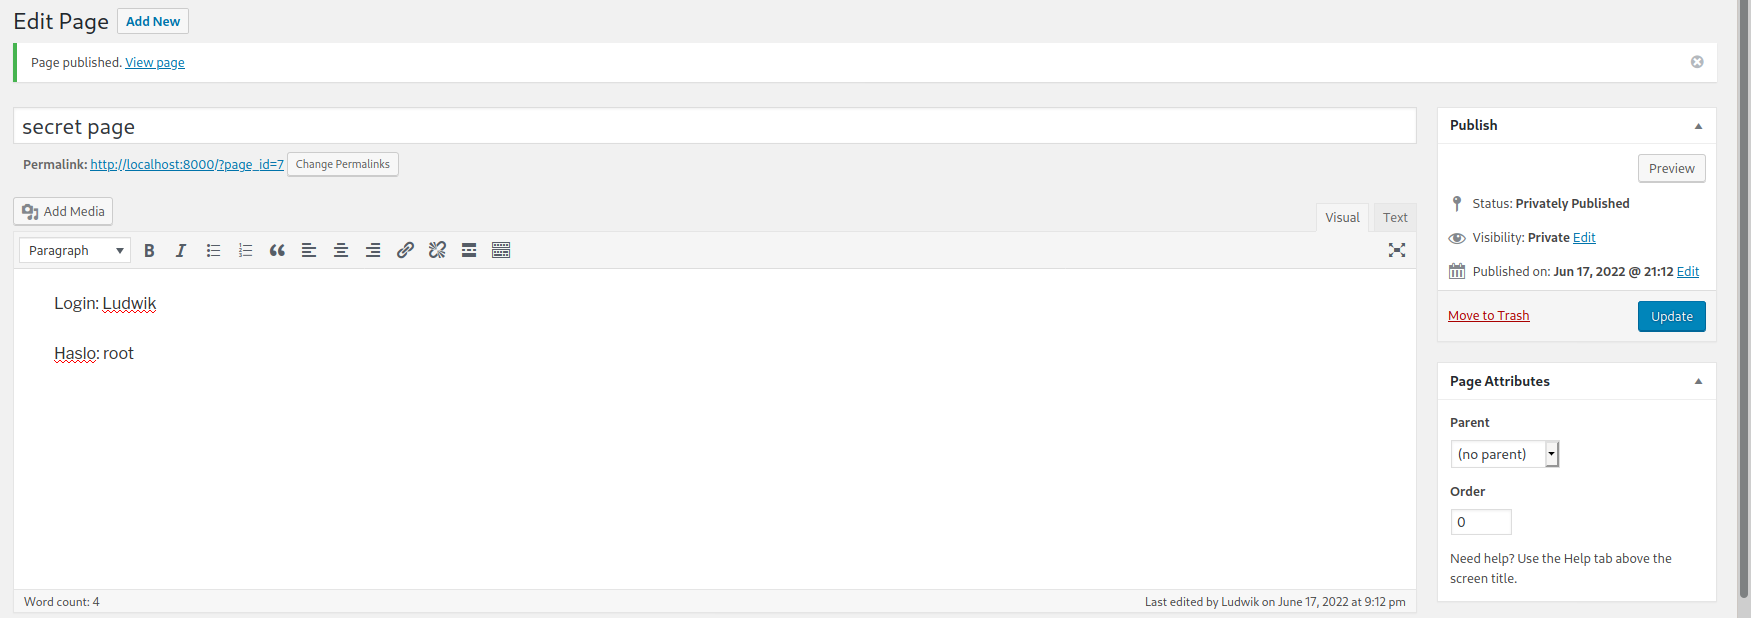 Edit Page Add New
Page published. View page
secret page
Permalink: http://localhost:8000/?page_id=7 Change Permalinks
Add Media
Visual Text
Paragraph
Login: Ludwik
Haslo: root
Word count: 4
Last edited by Ludwik on June 17, 2022 at 9:12 pm
Publish
Preview
Status: Privately Published
Visibility: Private Edit
Published on: Jun 17, 2022 @ 21:12 Edit
Move to Trash Update
Page Attributes
Parent
(no parent)
Order
0
Need help? Use the Help tab above the
screen title.